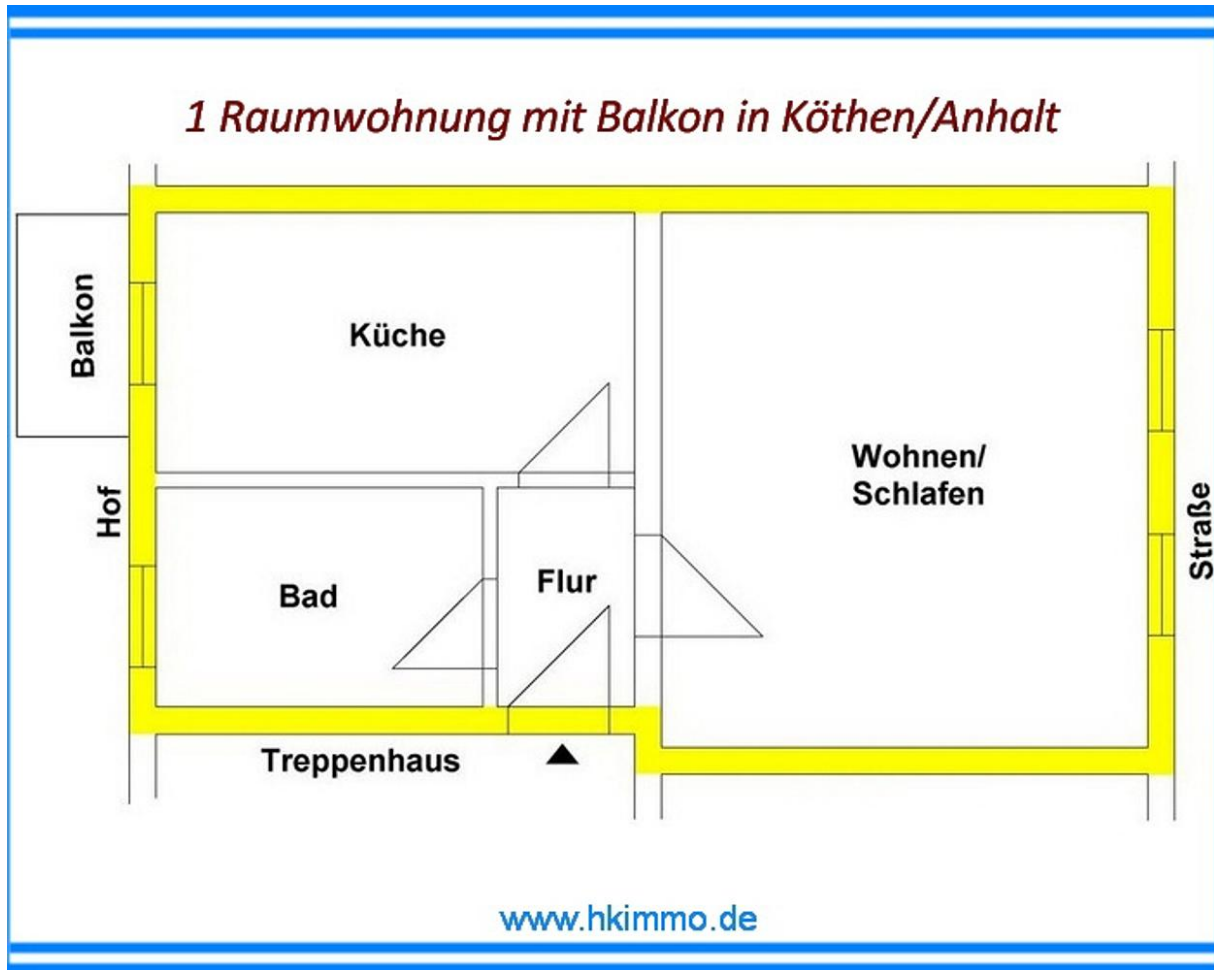 1 Raumwohnung mit Balkon in Köthen/Anhalt
Balkon
Küche
Wohnen/
Schlafen
Hof
Straße
Bad
Flur
Treppenhaus
www.hkimmo.de